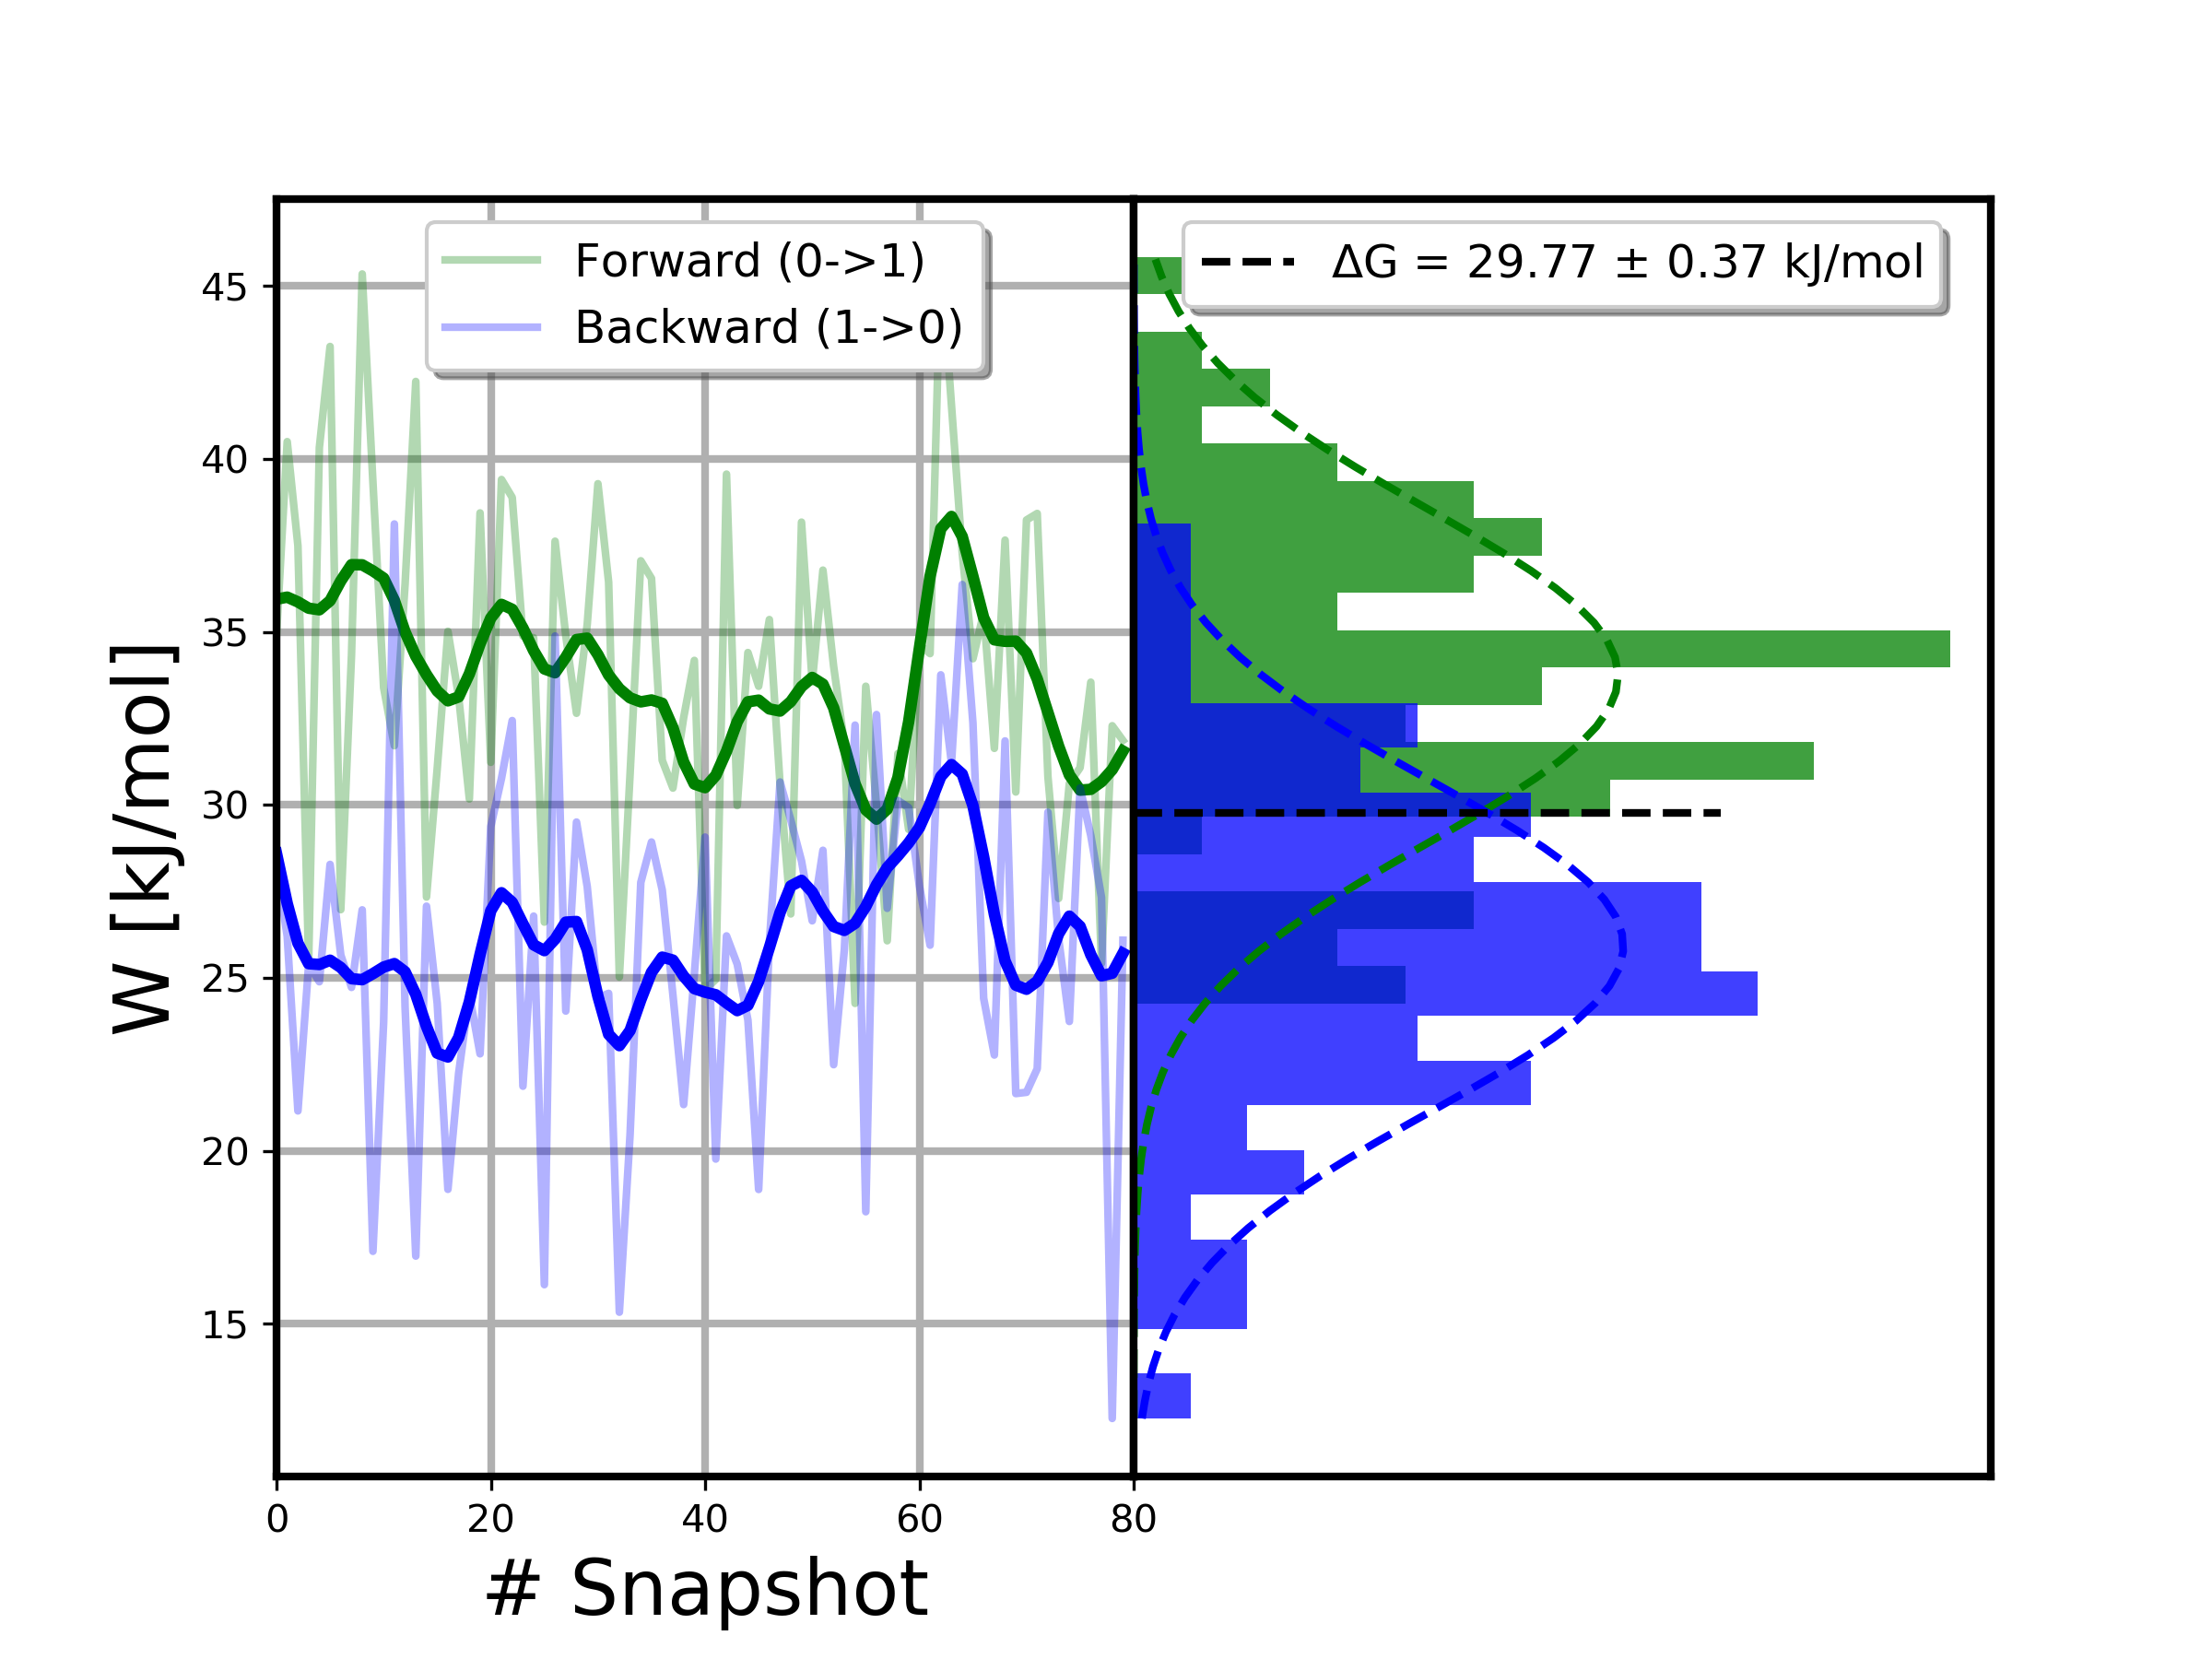 Forward (0->1)
Backward (1->0)
ΔG = 29.77 ± 0.37 kJ/mol
W [kJ/mol]
45
40
35
30
25
20
15
0 20 40 60 80
# Snapshot